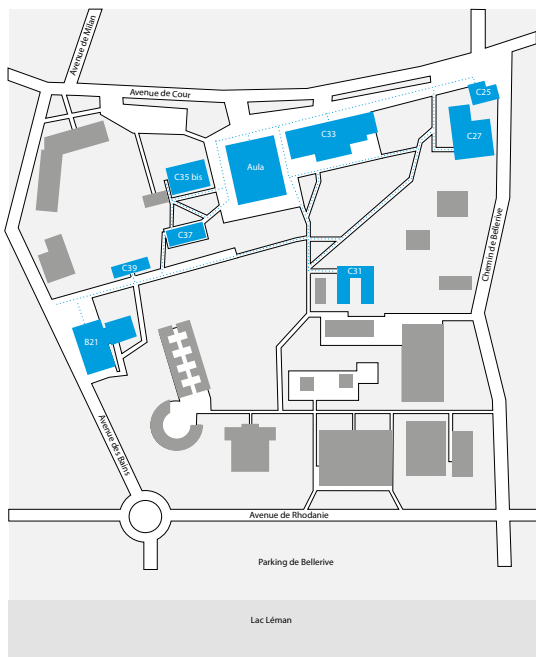 Avenue de Milan
Avenue de Cour
C25
C33
C27
Aula
C35 bis
C37
C39
C31
Chemin de Bellerive
B21
Avenue des Bains
Avenue de Rhodanie
Parking de Bellerive
Lac Léman